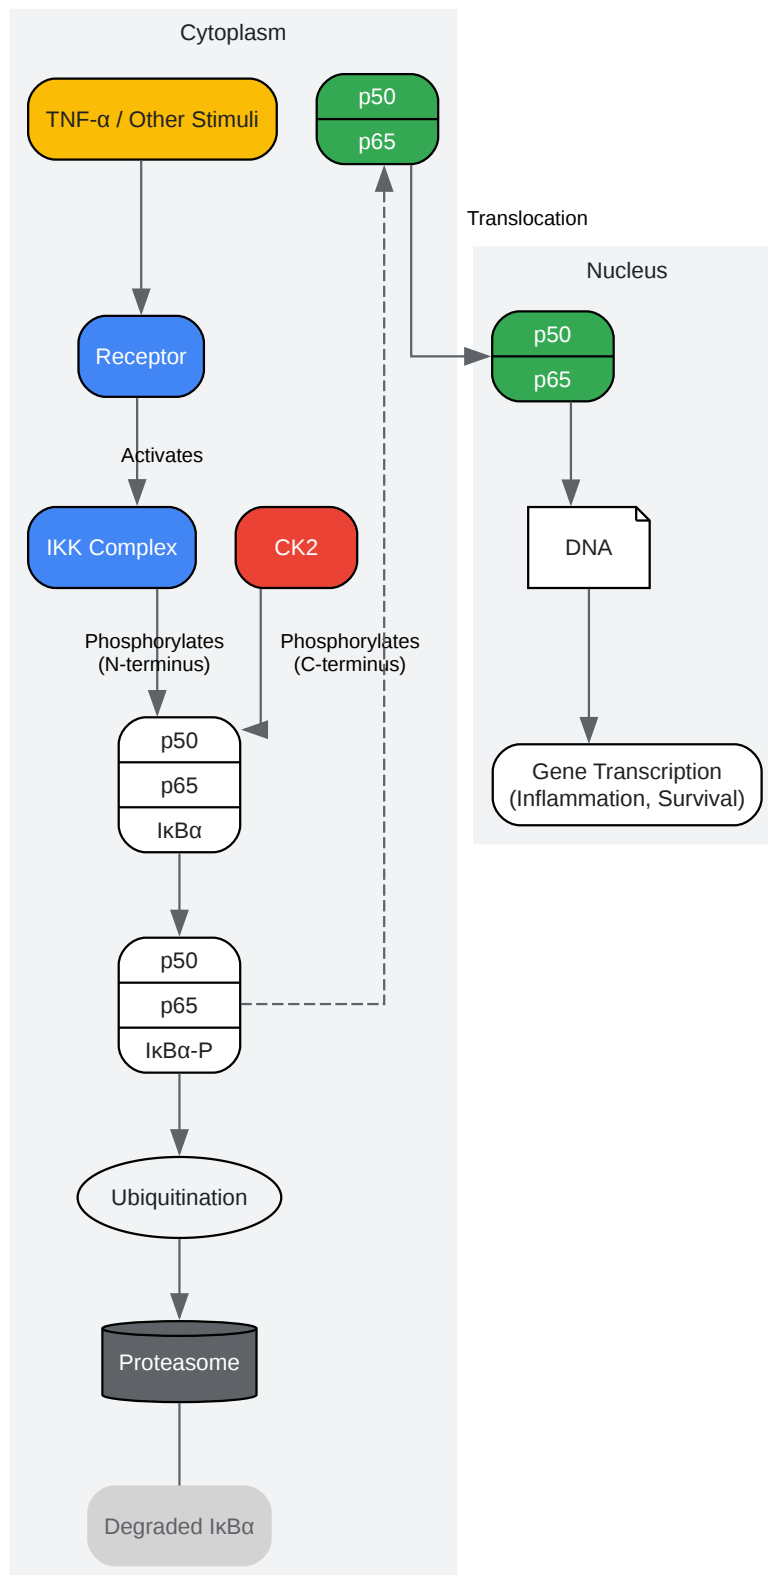 Cytoplasm
TNF-α / Other Stimuli
p50
p65
Translocation
Nucleus
p50
p65
Receptor
Activates
IKK Complex
CK2
DNA
Phosphorylates
(N-terminus)
Phosphorylates
(C-terminus)
p50
p65
IκBα
Gene Transcription
(Inflammation, Survival)
p50
p65
IκBα-P
Ubiquitination
Proteasome
Degraded IκBα